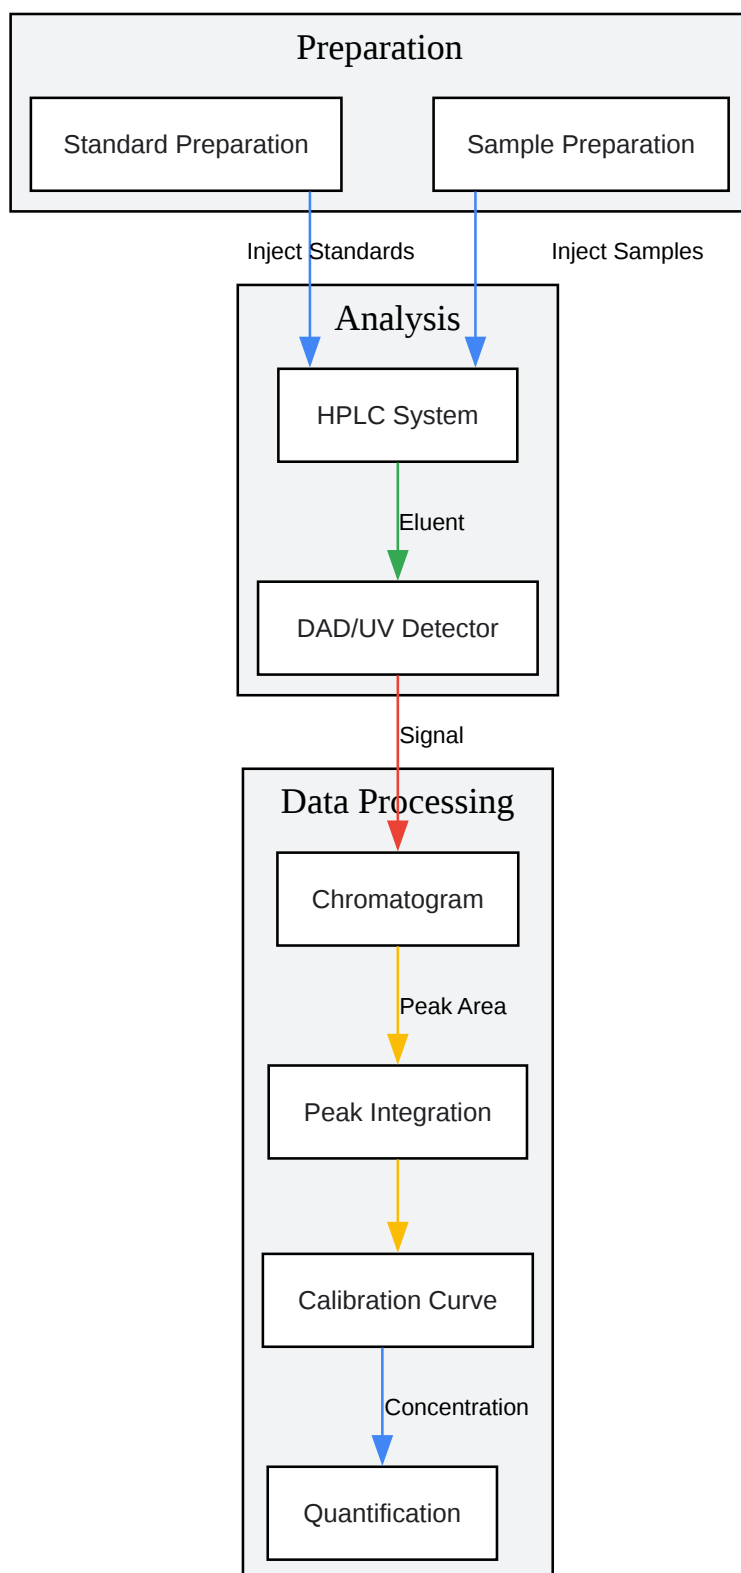 Preparation
Standard Preparation
Sample Preparation
Inject Standards
Inject Samples
Analysis
HPLC System
Eluent
DAD/UV Detector
Signal
Data Processing
Chromatogram
Peak Area
Peak Integration
Calibration Curve
Concentration
Quantification